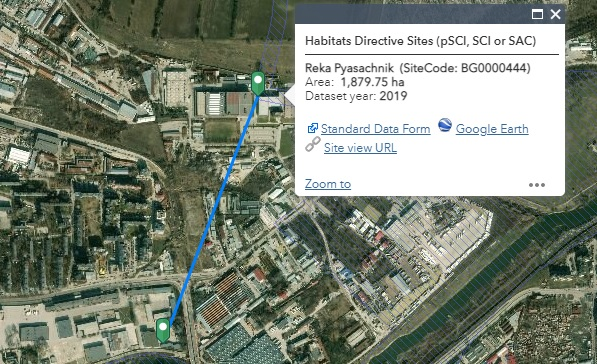 Habitats Directive Sites (pSCI, SCI or SAC)
Reka Pyasachnik (SiteCode: BG0000444)
Area: 1,879.75 ha
Dataset year: 2019
Standard Data Form Google Earth
Site view URL
Zoom to